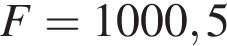 F = 1000, 5